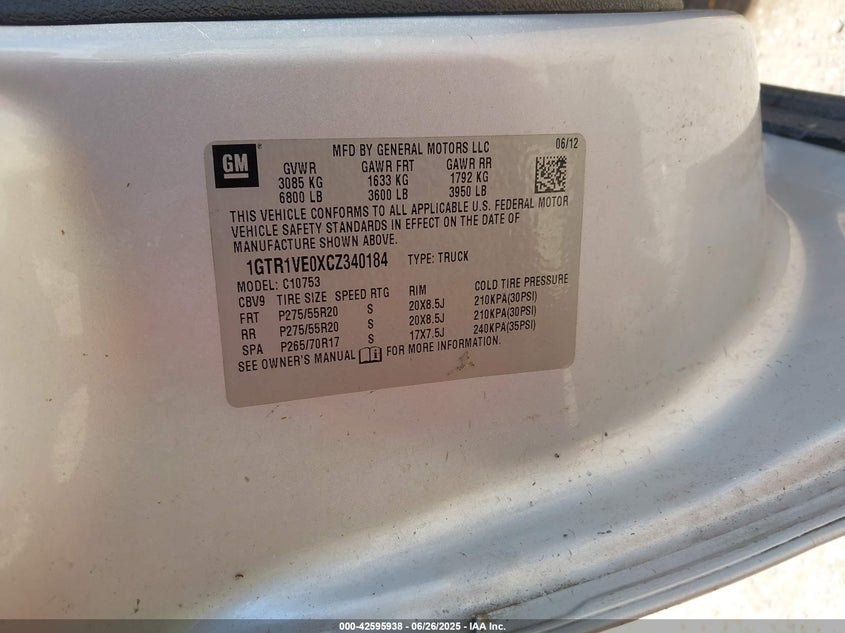 GM
MFD BY GENERAL MOTORS LLC 06/12
GVWR GAWR FRT GAWR RR
3085 KG 1633 KG 1792 KG
6800 LB 3600 LB 3950 LB
THIS VEHICLE CONFORMS TO ALL APPLICABLE U.S. FEDERAL MOTOR
VEHICLE SAFETY STANDARDS IN EFFECT ON THE DATE OF
MANUFACTURE SHOWN ABOVE.
1GTR1VE0XCZ340184 TYPE: TRUCK
MODEL: C10753
CBV9 TIRE SIZE SPEED RTG RIM COLD TIRE PRESSURE
FRT P275/55R20 S 20X8.5J 210KPA(30PSI)
RR P275/55R20 S 20X8.5J 210KPA(30PSI)
SPA P265/70R17 S 17X7.5J 240KPA(35PSI)
SEE OWNER'S MANUAL FOR MORE INFORMATION.
000-42595938 - 06/26/2025 - IAA Inc.